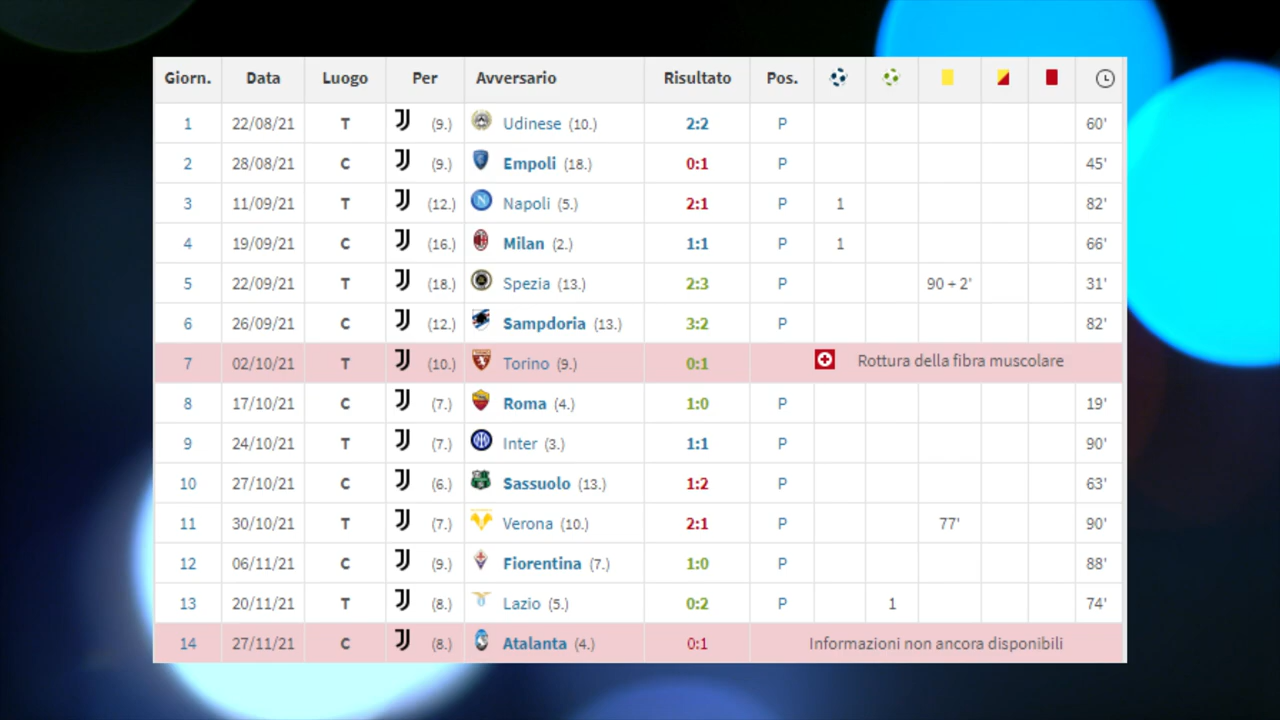 Giorn. Data Luogo Per Avversario Risultato Pos.
1 22/08/21 T (9.) Udinese (10.) 2:2 P 60'
2 28/08/21 C (9.) Empoli (18.) 0:1 P 45'
3 11/09/21 T (12.) Napoli (5.) 2:1 P 1 82'
4 19/09/21 C (16.) Milan (2.) 1:1 P 1 66'
5 22/09/21 T (18.) Spezia (13.) 2:3 P 90 + 2' 31'
6 26/09/21 C (12.) Sampdoria (13.) 3:2 P 82'
7 02/10/21 T (10.) Torino (9.) 0:1 Rottura della fibra muscolare
8 17/10/21 C (7.) Roma (4.) 1:0 P 19'
9 24/10/21 T (7.) Inter (3.) 1:1 P 90'
10 27/10/21 C (6.) Sassuolo (13.) 1:2 P 63'
11 30/10/21 T (7.) Verona (10.) 2:1 P 77' 90'
12 06/11/21 C (9.) Fiorentina (7.) 1:0 P 88'
13 20/11/21 T (8.) Lazio (5.) 0:2 P 1 74'
14 27/11/21 C (8.) Atalanta (4.) 0:1 Informazioni non ancora disponibili